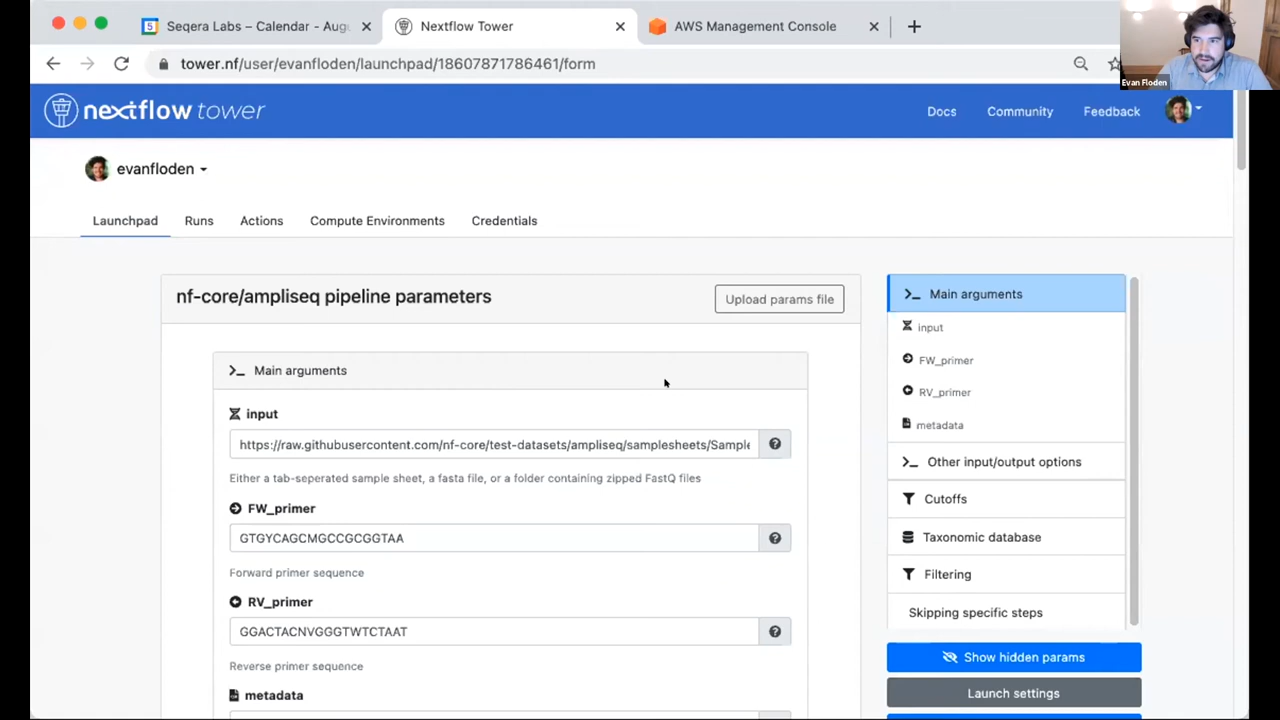 Seqera Labs – Calendar - Aug
Nextflow Tower
AWS Management Console
Evan Floden
tower.nf/user/evanfloden/launchpad/18607871786461/form
nextflow tower
Docs
Community
Feedback
evanfloden
Launchpad
Runs
Actions
Compute Environments
Credentials
nf-core/ampliseq pipeline parameters
Upload params file
Main arguments
input
https://raw.githubusercontent.com/nf-core/test-datasets/ampliseq/samplesheets/Sample
Either a tab-seperated sample sheet, a fasta file, or a folder containing zipped FastQ files
FW_primer
GTGYCAGCMGCCGCGGTAA
Forward primer sequence
RV_primer
GGACTACNVGGGTWTCTAAT
Reverse primer sequence
metadata
Main arguments
input
FW_primer
RV_primer
metadata
Other input/output options
Cutoffs
Taxonomic database
Filtering
Skipping specific steps
Show hidden params
Launch settings